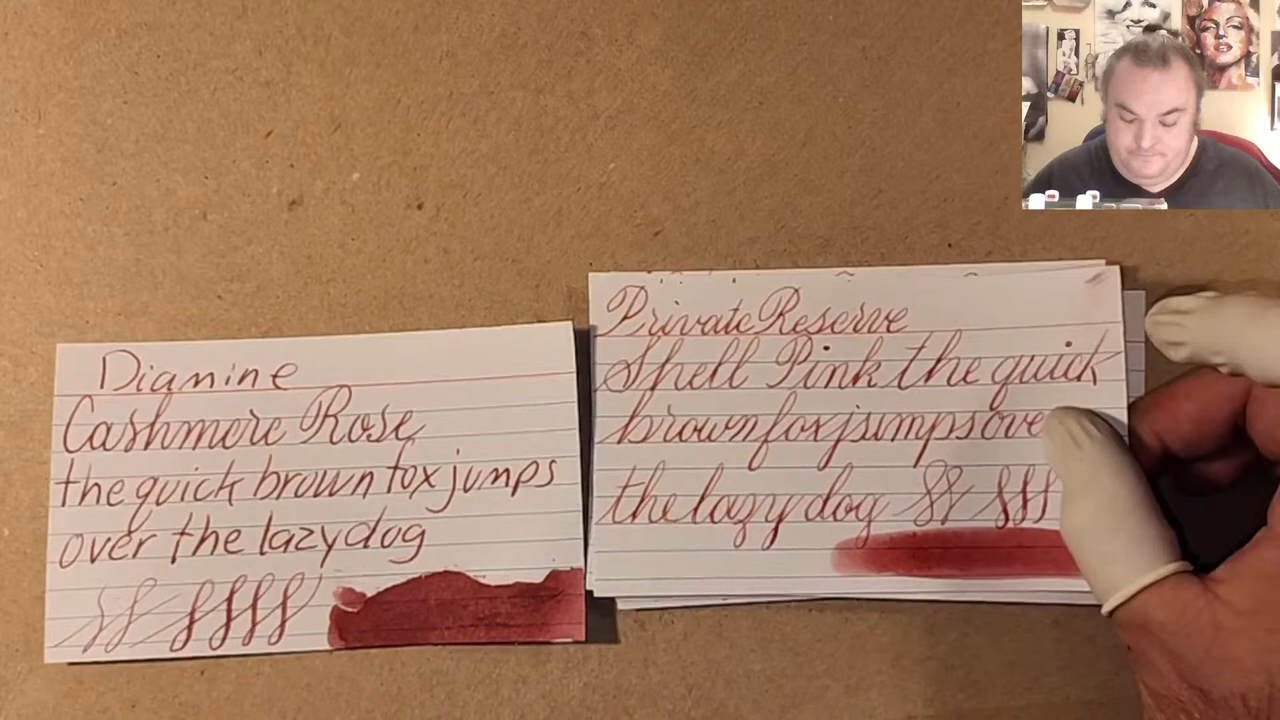 Diamine
Cashmere Rose
the quick brown fox jumps
over the lazy dog
Private Reserve
Shell Pink the quick
brown fox jumps ove
the lazy dog